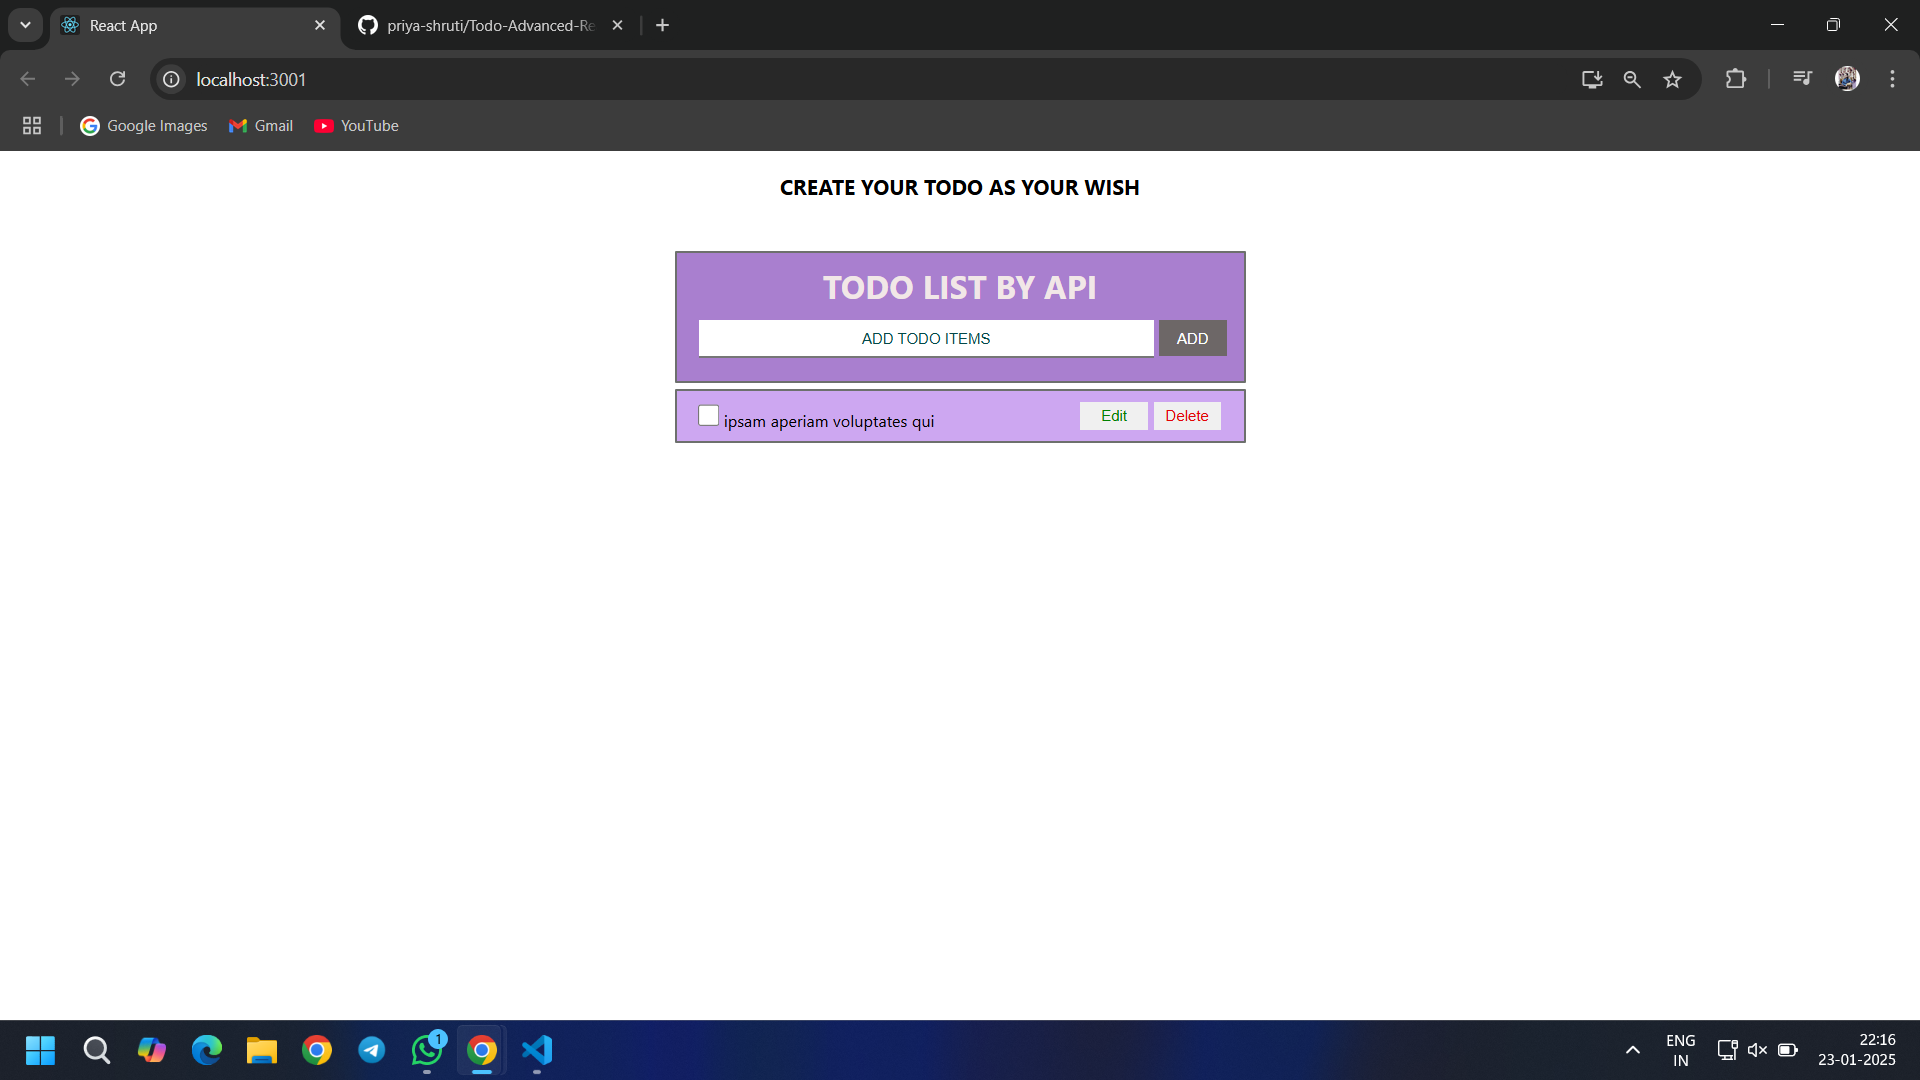 React App
priya-shruti/Todo-Advanced-Re
localhost:3001
Google Images
Gmail
YouTube
CREATE YOUR TODO AS YOUR WISH
TODO LIST BY API
ADD TODO ITEMS
ADD
ipsam aperiam voluptates qui
Edit
Delete
1
ENG
IN
22:16
23-01-2025